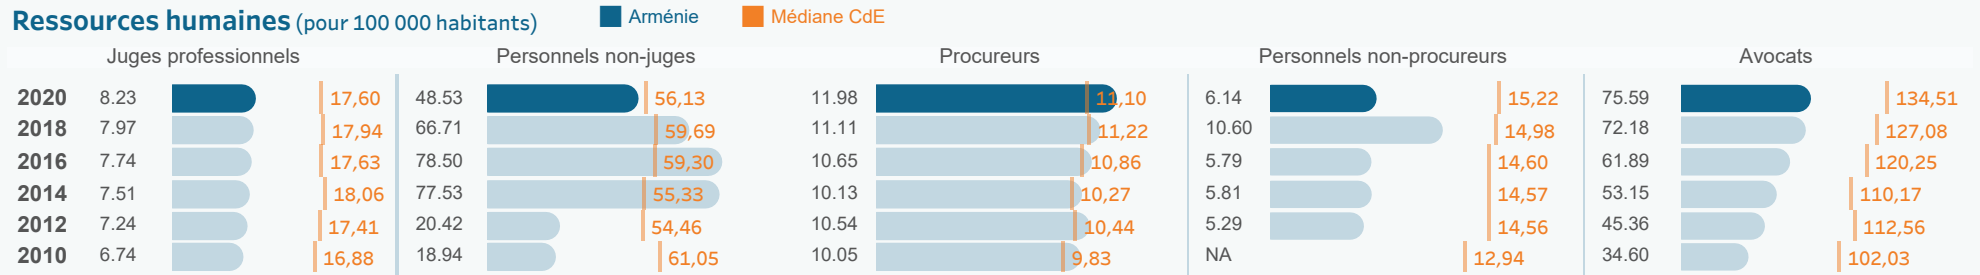 Ressources humaines (pour 100 000 habitants) Arménie Médiane CdE
Juges professionnels Personnels non-juges Procureurs Personnels non-procureurs Avocats
2020 8.23 17,60 48.53 56,13 11.98 11,10 6.14 15,22 75.59 134,51
2018 7.97 17,94 66.71 59,69 11.11 11,22 10.60 14,98 72.18 127,08
2016 7.74 17,63 78.50 59,30 10.65 10,86 5.79 14,60 61.89 120,25
2014 7.51 18,06 77.53 55,33 10.13 10,27 5.81 14,57 53.15 110,17
2012 7.24 17,41 20.42 54,46 10.54 10,44 5.29 14,56 45.36 112,56
2010 6.74 16,88 18.94 61,05 10.05 9,83 NA 12,94 34.60 102,03